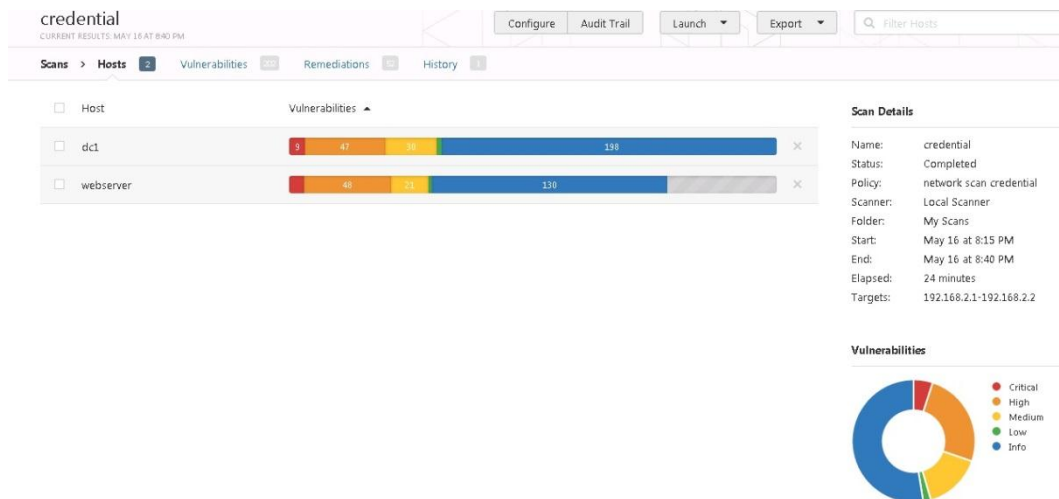 credential
CURRENT RESULTS: MAY 16 AT 8:40 PM
Configure Audit Trail Launch Export Filter Hosts
Scans > Hosts 2 Vulnerabilities 202 Remediations 52 History 1
Host Vulnerabilities
dc1 9 47 30 198
webserver 48 21 130
Scan Details
Name: credential
Status: Completed
Policy: network scan credential
Scanner: Local Scanner
Folder: My Scans
Start: May 16 at 8:15 PM
End: May 16 at 8:40 PM
Elapsed: 24 minutes
Targets: 192.168.2.1-192.168.2.2
Vulnerabilities
Critical
High
Medium
Low
Info